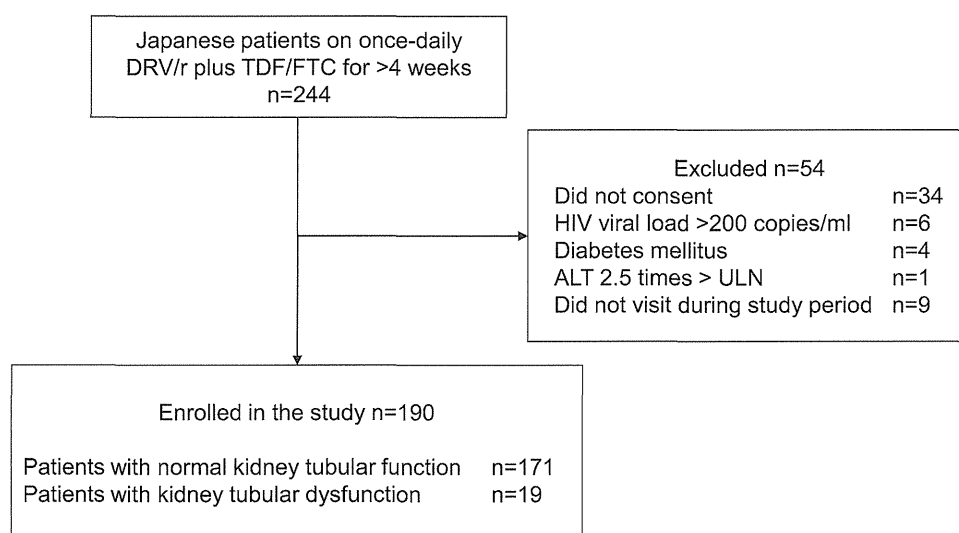 Japanese patients on once-daily
DRV/r plus TDF/FTC for >4 weeks
n=244
Excluded n=54
Did not consent n=34
HIV viral load >200 copies/ml n=6
Diabetes mellitus n=4
ALT 2.5 times > ULN n=1
Did not visit during study period n=9
Enrolled in the study n=190
Patients with normal kidney tubular function n=171
Patients with kidney tubular dysfunction n=19